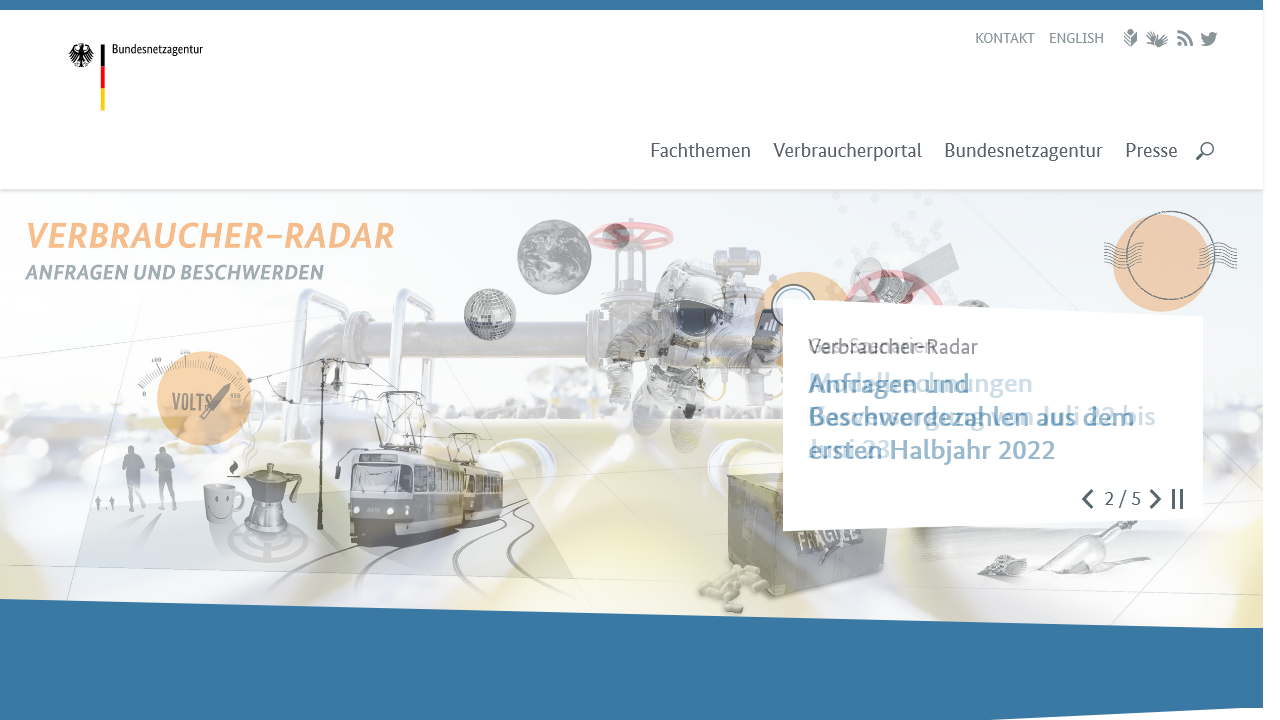 KONTAKT ENGLISH
Bundesnetzagentur
Fachthemen Verbraucherportal Bundesnetzagentur Presse
VERBRAUCHER-RADAR
ANFRAGEN UND BESCHWERDEN
VOLTS
FRAGILE
Verbraucher-Radar
Anfragen und
Beschwerdezahlen aus dem
ersten Halbjahr 2022
2 / 5